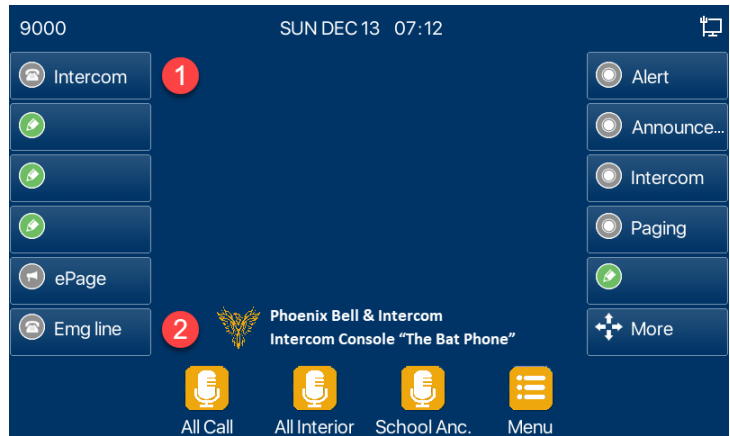 9000 SUN DEC 13 07:12
Intercom 1 Alert
Announce...
Intercom
Paging
ePage
Emg line 2 More
Phoenix Bell & Intercom
Intercom Console “The Bat Phone”
All Call All Interior School Anc. Menu